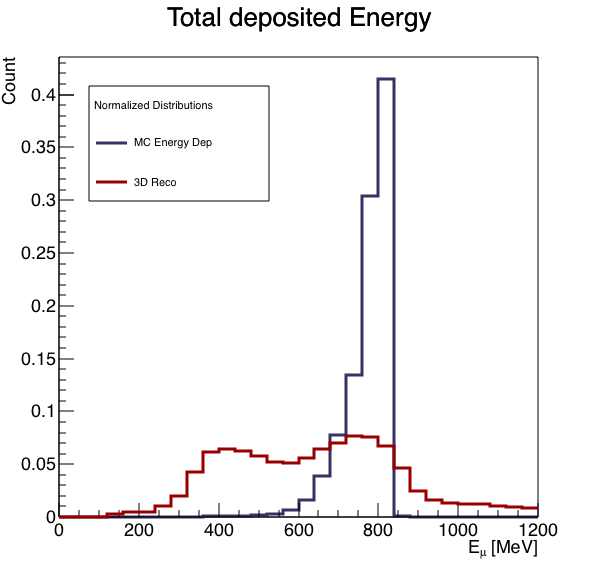 Total deposited Energy
Count
0.4
0.35
0.3
0.25
0.2
0.15
0.1
0.05
0
Normalized Distributions
MC Energy Dep
3D Reco
0 200 400 600 800 1000 1200
E_μ [MeV]